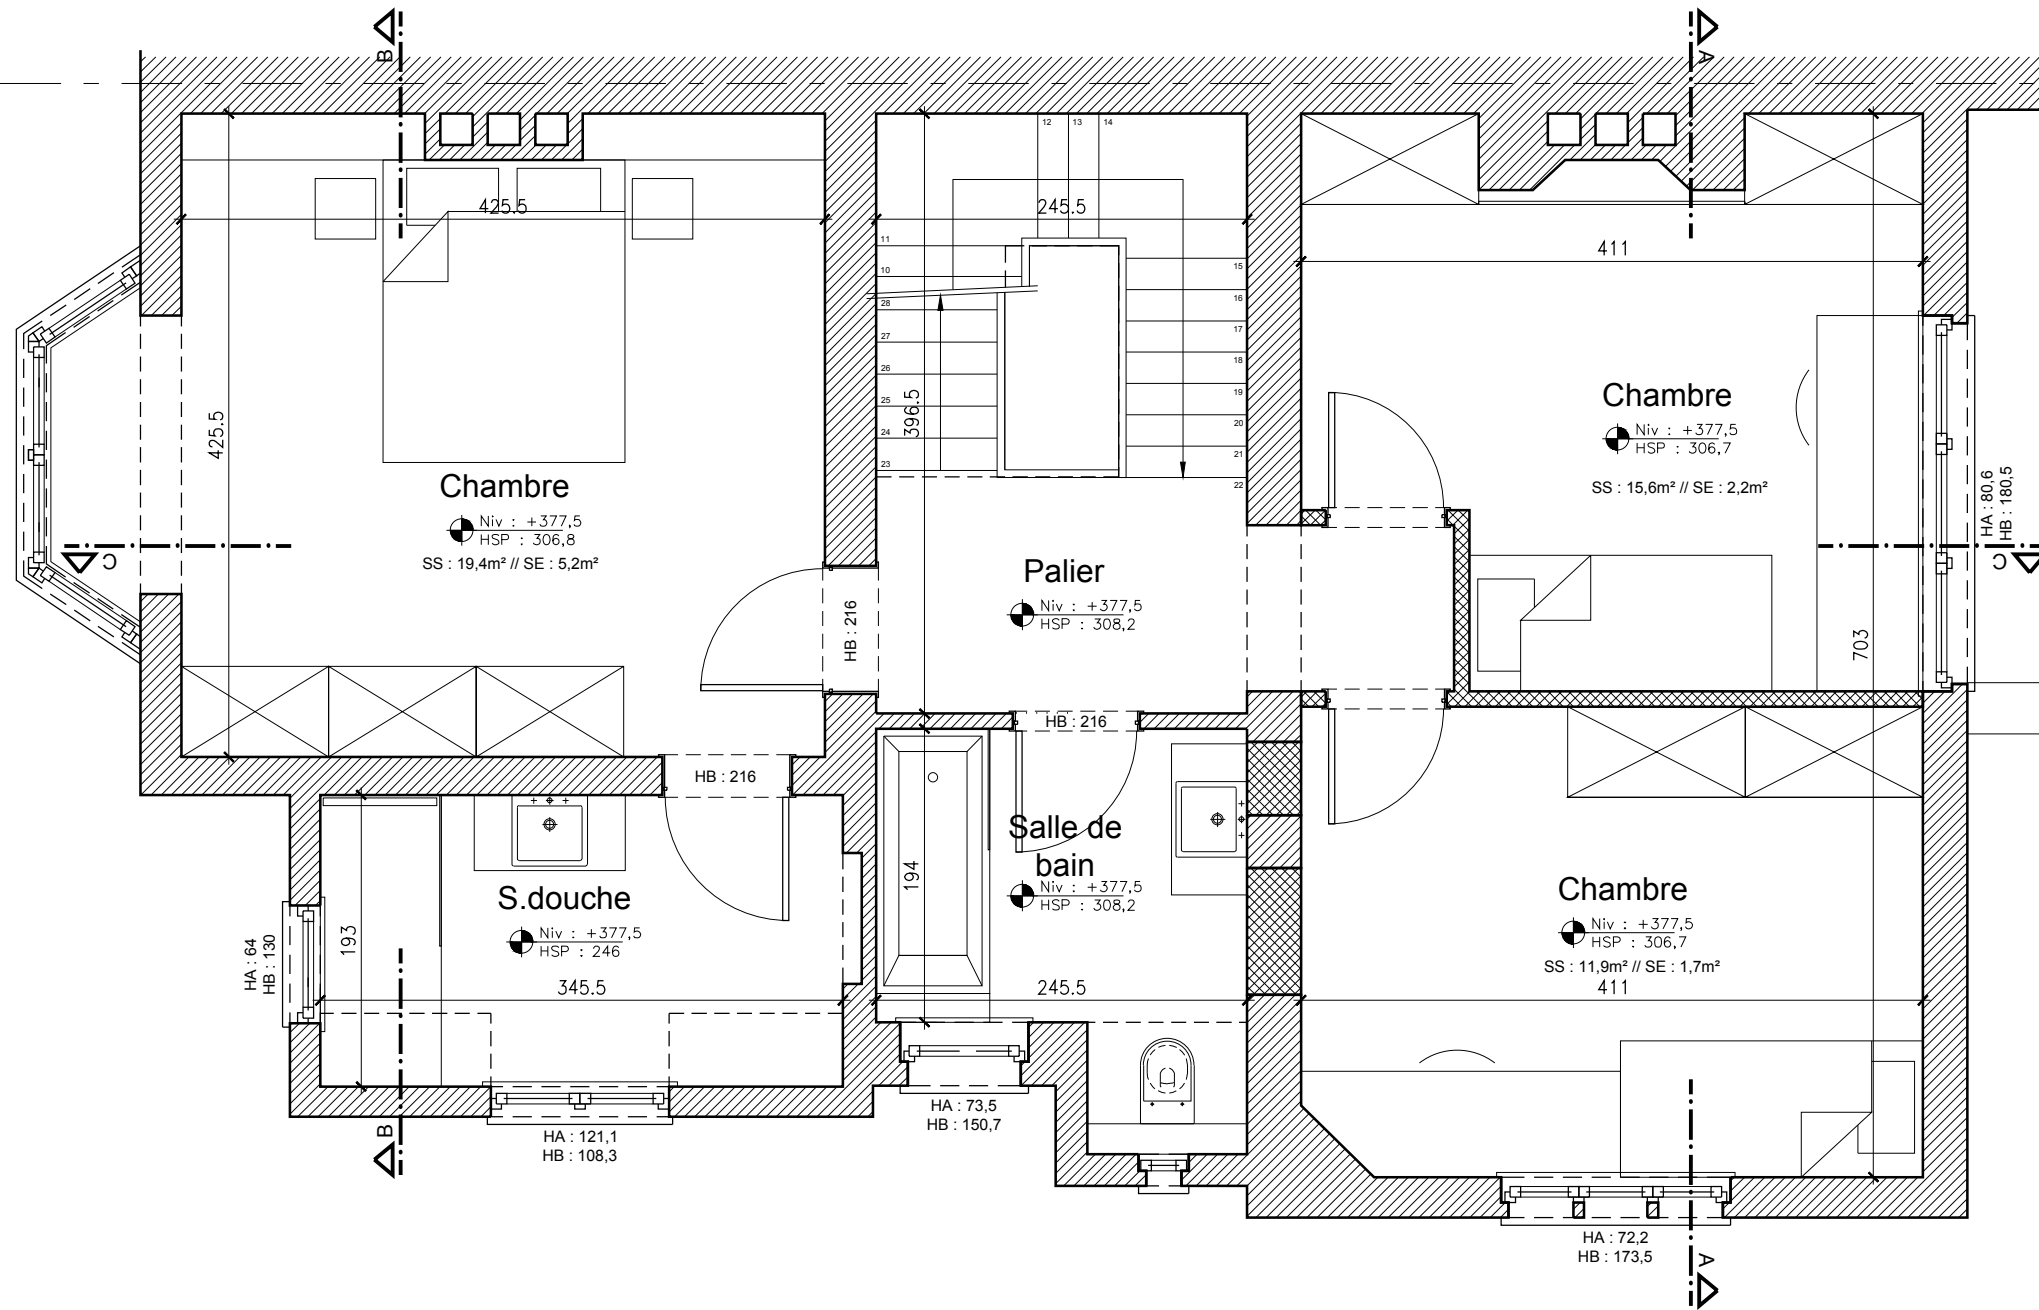 B
A
12
13
14
425.5
245.5
411
11
10
28
27
26
25
24
23
15
16
17
18
19
20
21
22
425.5
396.5
Chambre
Niv : +377,5
HSP : 306,8
SS : 19,4m² // SE : 5,2m²
Chambre
Niv : +377,5
HSP : 306,7
SS : 15,6m² // SE : 2,2m²
HA : 80,6
HB : 180,5
C
C
Palier
Niv : +377,5
HSP : 308,2
HB : 216
703
HB : 216
HB : 216
S.douche
Niv : +377,5
HSP : 246
193
345.5
HA : 64
HB : 130
Salle de
bain
Niv : +377,5
HSP : 308,2
194
245.5
Chambre
Niv : +377,5
HSP : 306,7
SS : 11,9m² // SE : 1,7m²
411
HA : 121,1
HB : 108,3
HA : 73,5
HB : 150,7
HA : 72,2
HB : 173,5
B
A